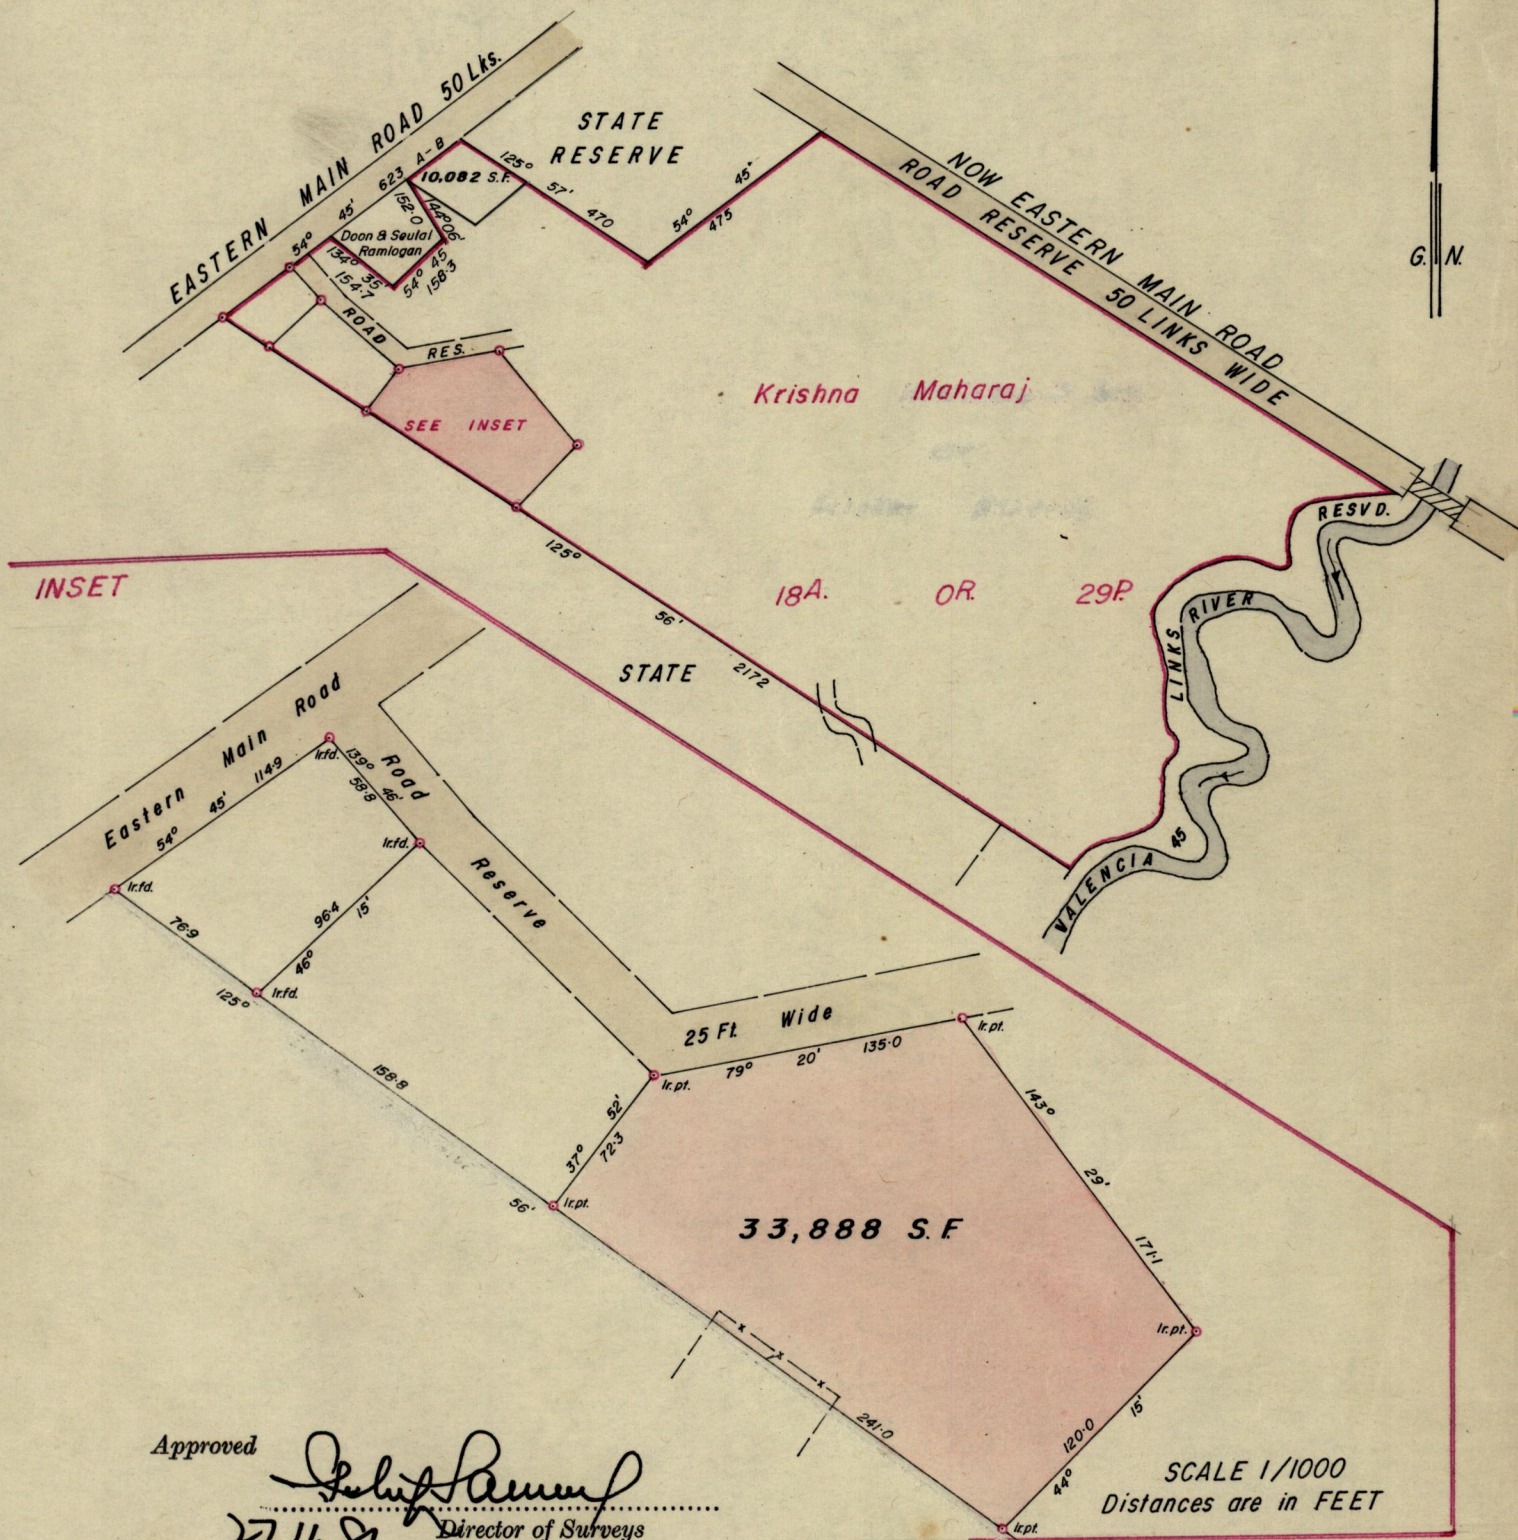 EASTERN MAIN ROAD 50 Lks.
STATE
RESERVE
623 A-B
10,082 S.F.
125° 57' 470
54° 45' 475
54° 45'
152·0
144°06'
Doon & Seulal
Ramlogan
134° 35'
154·7
54° 45
158·3
NOW EASTERN MAIN ROAD
ROAD RESERVE 50 LINKS WIDE
G. N.
ROAD
RES.
SEE INSET
Krishna Maharaj
18A. OR. 29P.
RESVD.
RIVER
LINKS
45
VALENCIA
125° 56' 2172
STATE
INSET
Eastern Main Road
54° 45' 114·9
Ir.fd.
139° 46'
58·8
Road
Reserve
Ir.fd.
Ir.fd.
76·9
96·4
46° 15'
Ir.fd.
125°
158·8
56'
25 Ft. Wide
79° 20' 135·0
Ir.pt.
Ir.pt.
37° 52'
72·3
Ir.pt.
143° 29' 171·1
33,888 S.F.
Ir.pt.
x x x
241·0
44° 15'
120·0
Ir.pt.
SCALE 1/1000
Distances are in FEET
Approved
Director of Surveys